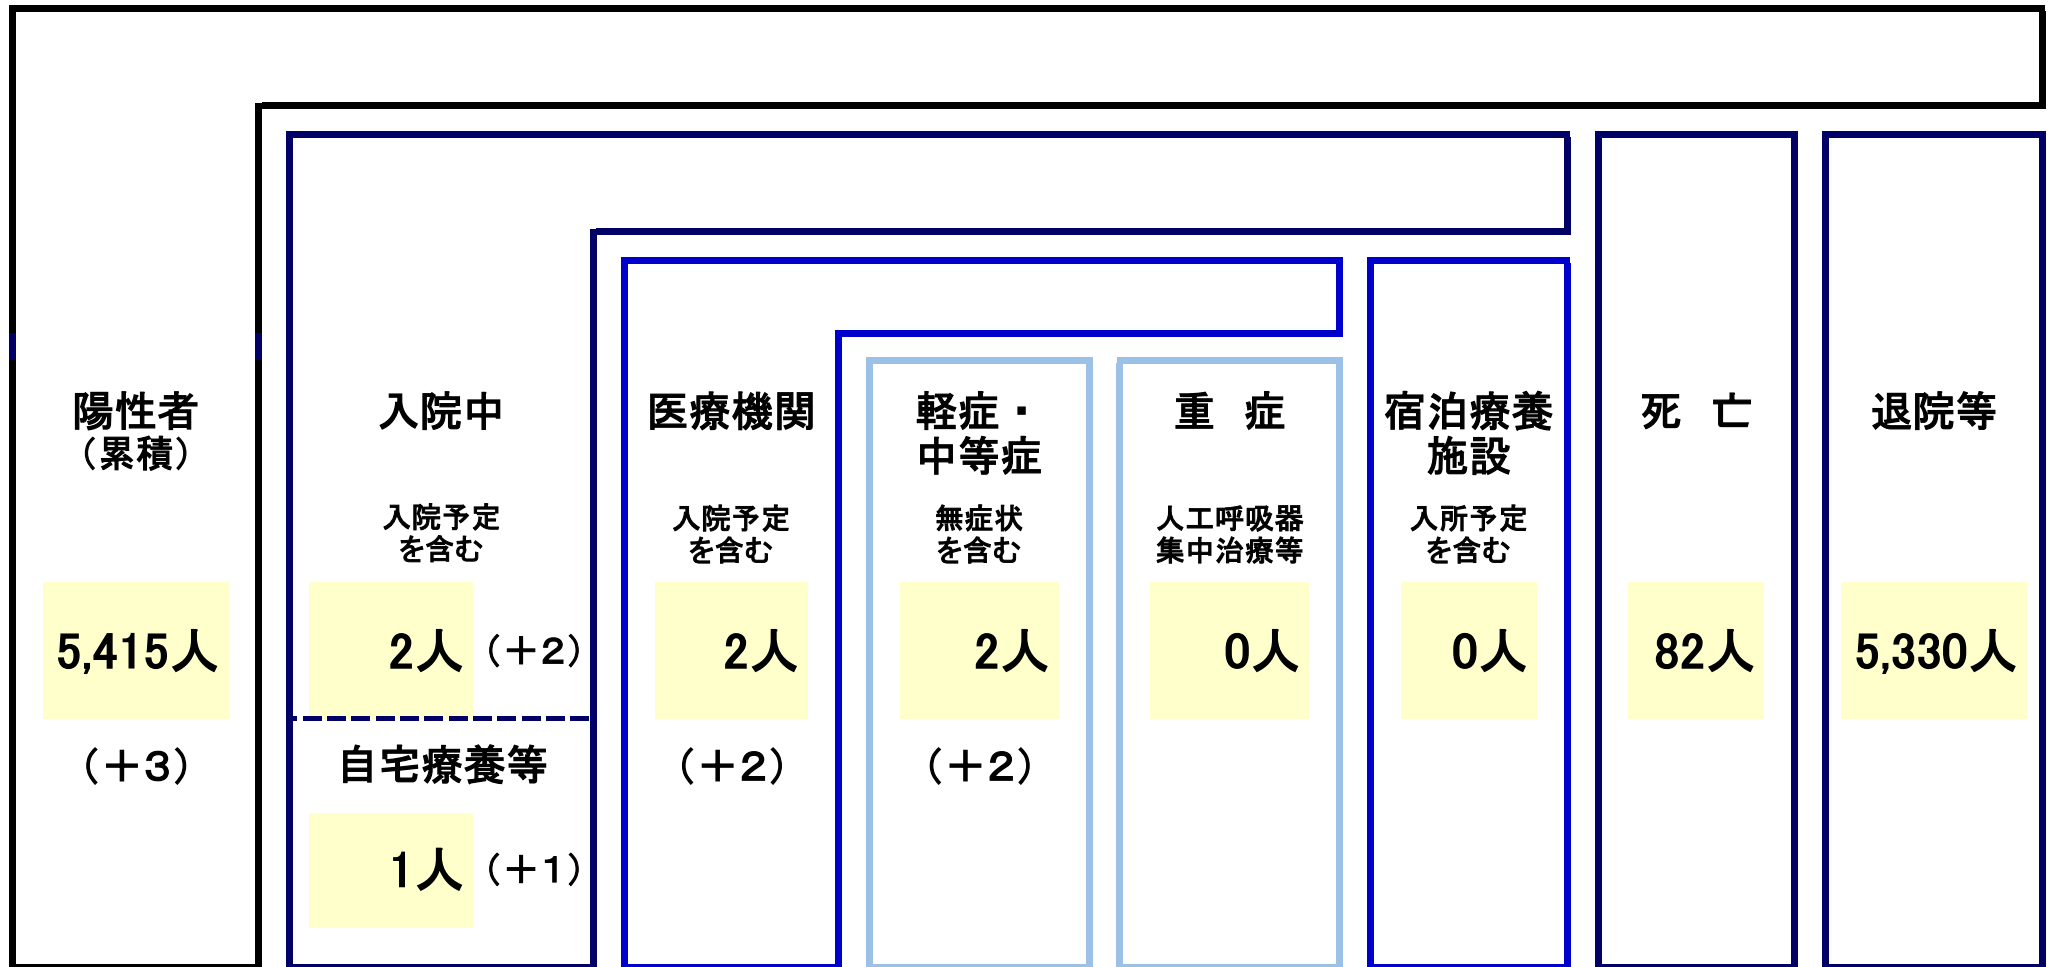 陽性者
（累積）
5,415人
（＋3）
入院中
入院予定
を含む
2人（＋2）
自宅療養等
1人（＋1）
医療機関
入院予定
を含む
2人
（＋2）
軽症・
中等症
無症状
を含む
2人
（＋2）
重 症
人工呼吸器
集中治療等
0人
宿泊療養
施設
入所予定
を含む
0人
死 亡
82人
退院等
5,330人